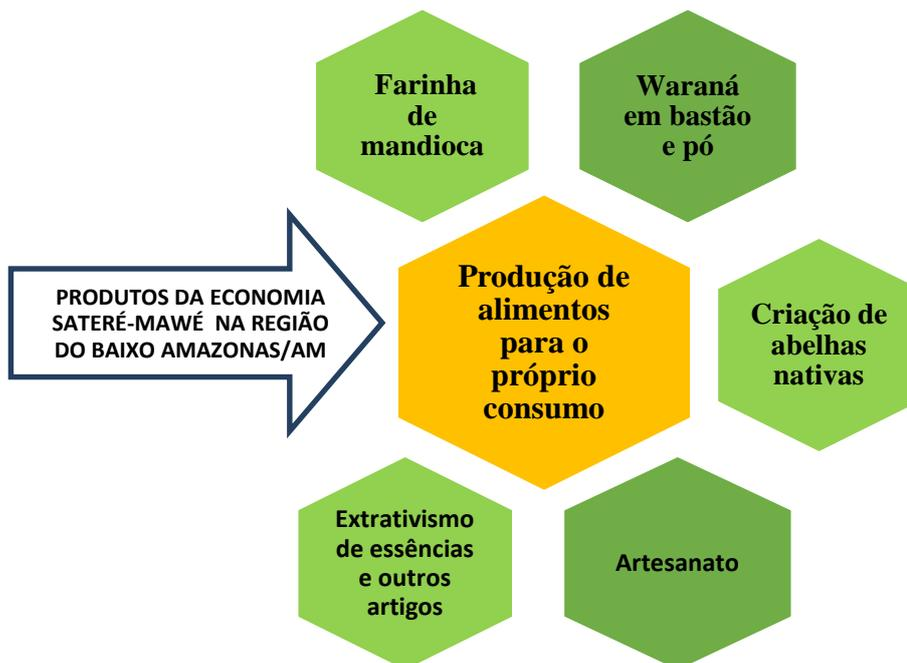 Farinha
de
mandioca
Waraná
em bastão
e pó
PRODUTOS DA ECONOMIA
SATERÉ-MAWÉ NA REGIÃO
DO BAIXO AMAZONAS/AM
Produção de
alimentos
para o
próprio
consumo
Criação de
abelhas
nativas
Extrativismo
de essências
e outros
artigos
Artesanato